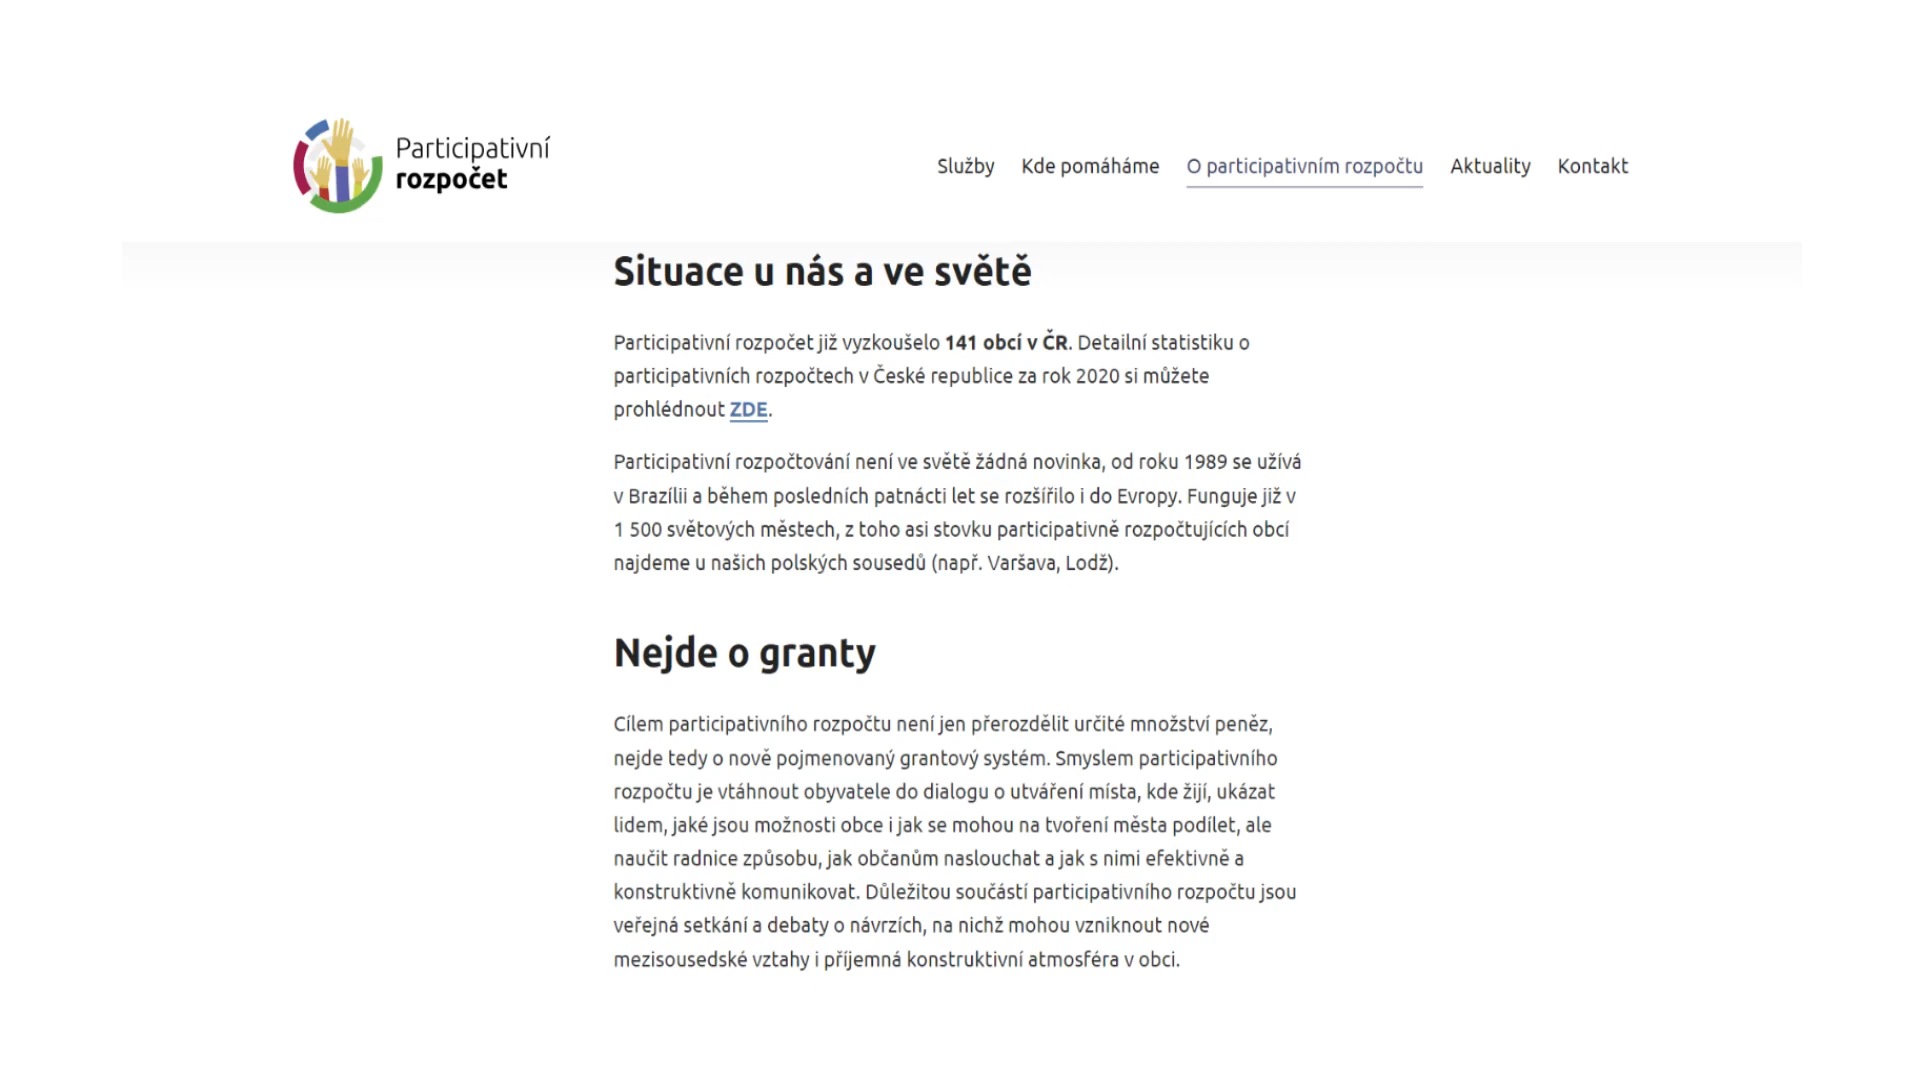 Participativní
rozpočet
Služby Kde pomáháme O participativním rozpočtu Aktuality Kontakt
Situace u nás a ve světě
Participativní rozpočet již vyzkoušelo 141 obcí v ČR. Detailní statistiku o
participativních rozpočtech v České republice za rok 2020 si můžete
prohlédnout ZDE.
Participativní rozpočtování není ve světě žádná novinka, od roku 1989 se užívá
v Brazílii a během posledních patnácti let se rozšířilo i do Evropy. Funguje již v
1 500 světových městech, z toho asi stovku participativně rozpočtujících obcí
najdeme u našich polských sousedů (např. Varšava, Lodž).
Nejde o granty
Cílem participativního rozpočtu není jen přerozdělit určité množství peněz,
nejde tedy o nově pojmenovaný grantový systém. Smyslem participativního
rozpočtu je vtáhnout obyvatele do dialogu o utváření místa, kde žijí, ukázat
lidem, jaké jsou možnosti obce i jak se mohou na tvoření města podílet, ale
naučit radnice způsobu, jak občanům naslouchat a jak s nimi efektivně a
konstruktivně komunikovat. Důležitou součástí participativního rozpočtu jsou
veřejná setkání a debaty o návrzích, na nichž mohou vzniknout nové
mezisousedské vztahy i příjemná konstruktivní atmosféra v obci.